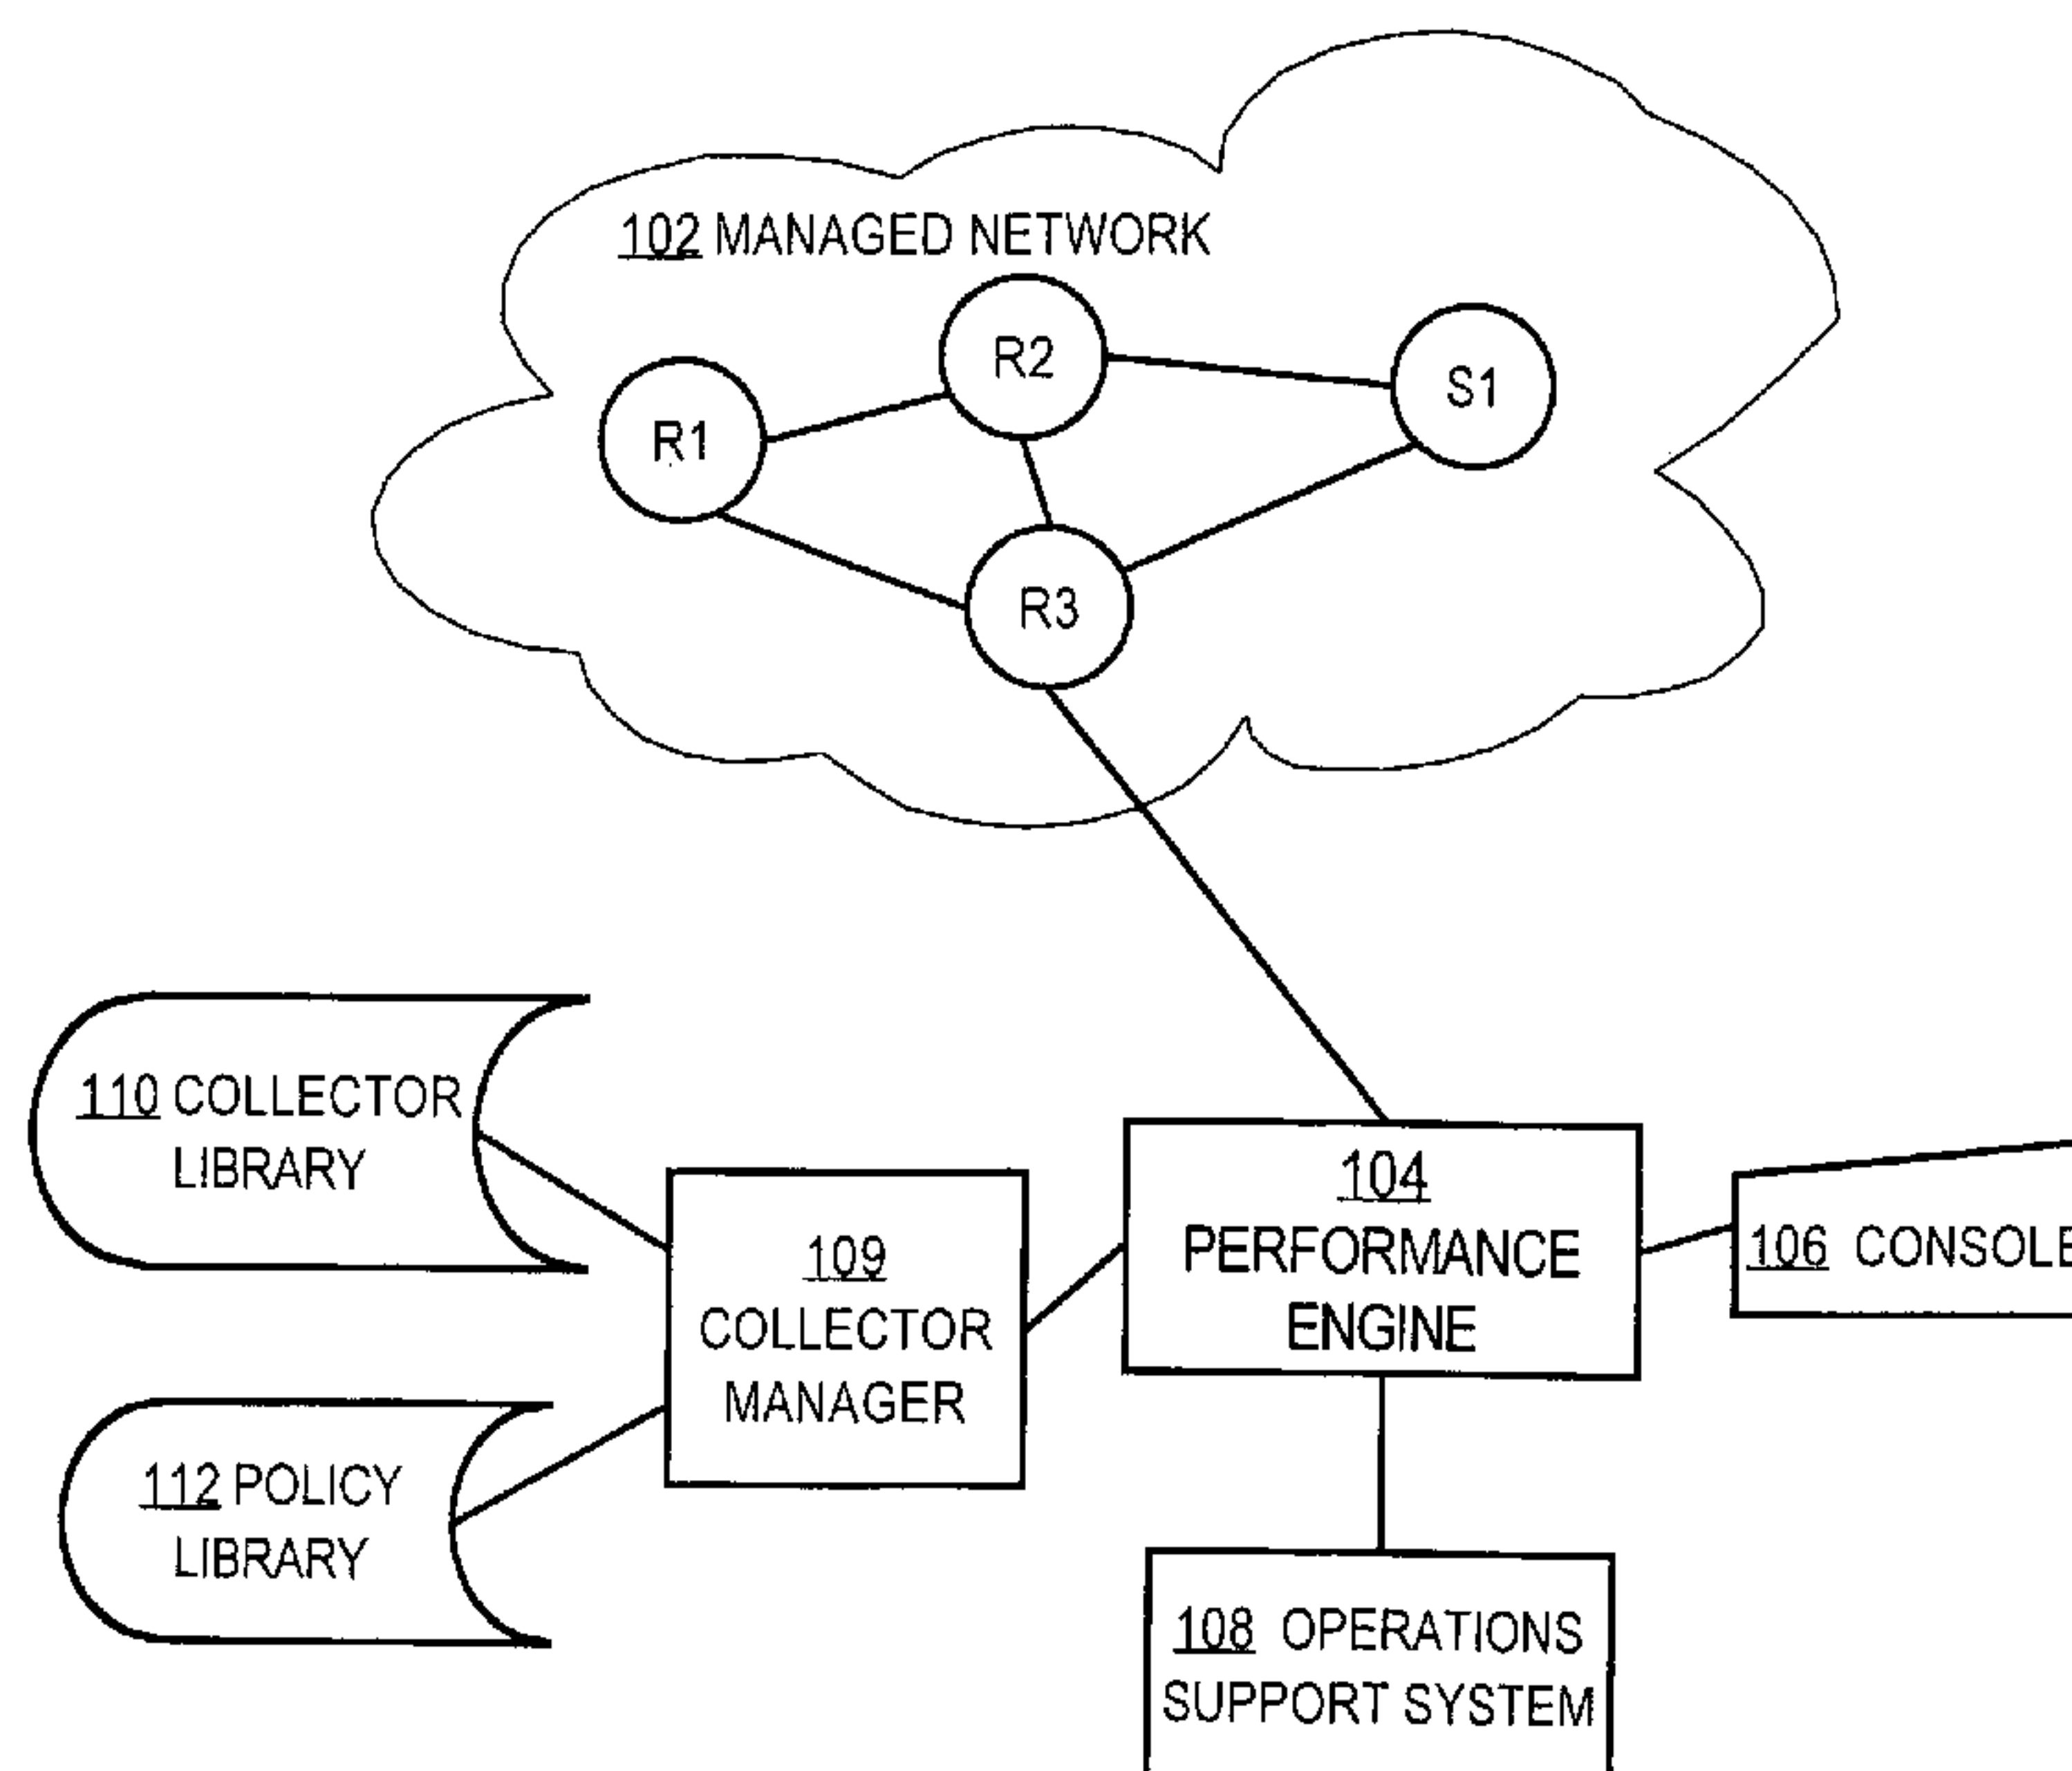 102 MANAGED NETWORK
R2
S1
R1
R3
110 COLLECTOR
LIBRARY
104
PERFORMANCE
ENGINE
106 CONSOLE
109
COLLECTOR
MANAGER
112 POLICY
LIBRARY
108 OPERATIONS
SUPPORT SYSTEM